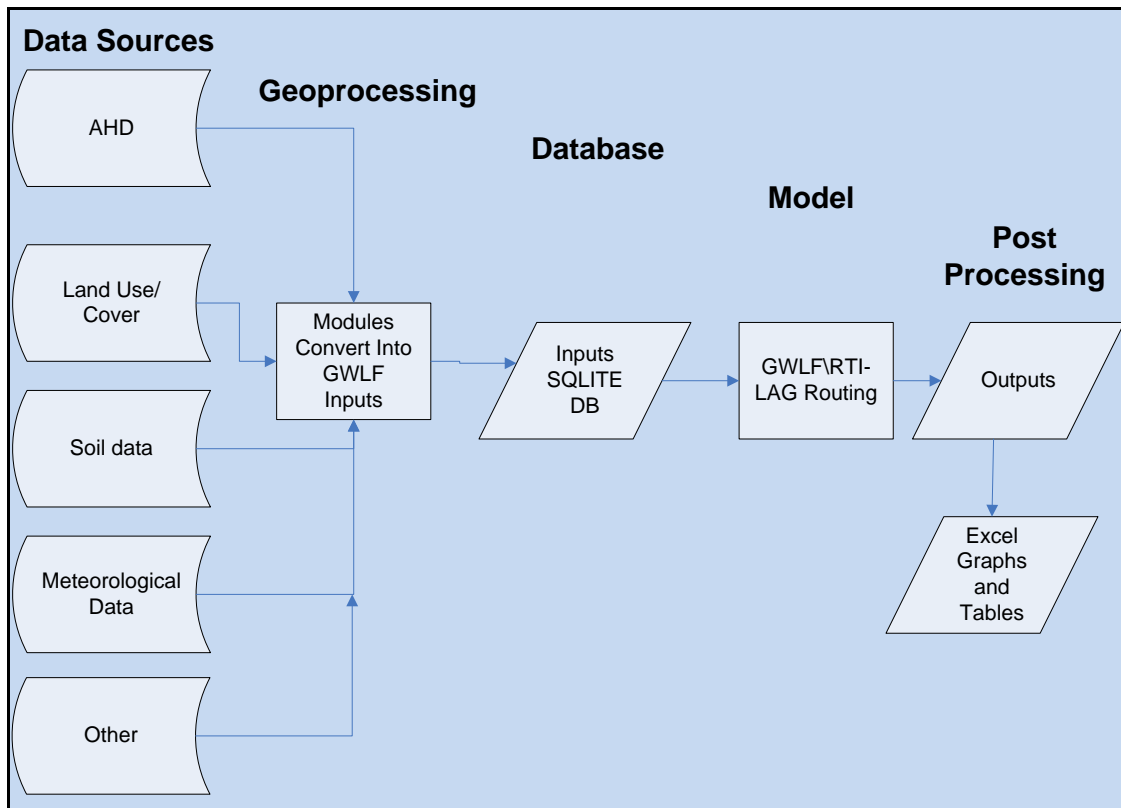 Data Sources
AHD
Land Use/
Cover
Soil data
Meteorological
Data
Other
Geoprocessing
Modules
Convert Into
GWLF
Inputs
Database
Inputs
SQLITE
DB
Model
GWLF\RTI-
LAG Routing
Post
Processing
Outputs
Excel
Graphs
and
Tables